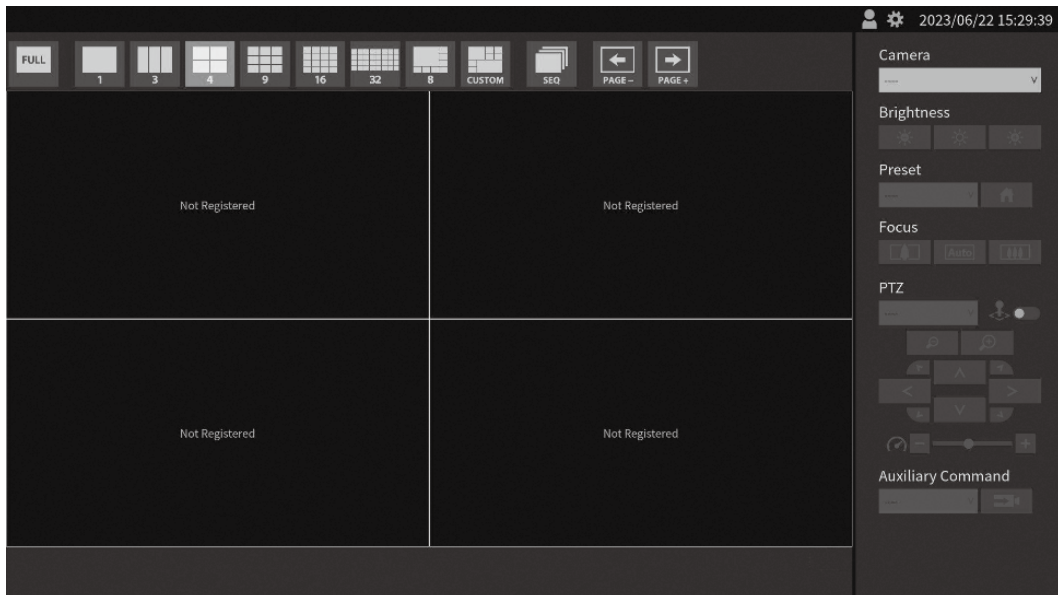 2023/06/22 15:29:39
FULL
1
3
4
9
16
32
8
CUSTOM
SEQ
PAGE−
PAGE+
Camera
----
Brightness
Preset
----
Focus
Auto
PTZ
----
Auxiliary Command
----
Not Registered
Not Registered
Not Registered
Not Registered